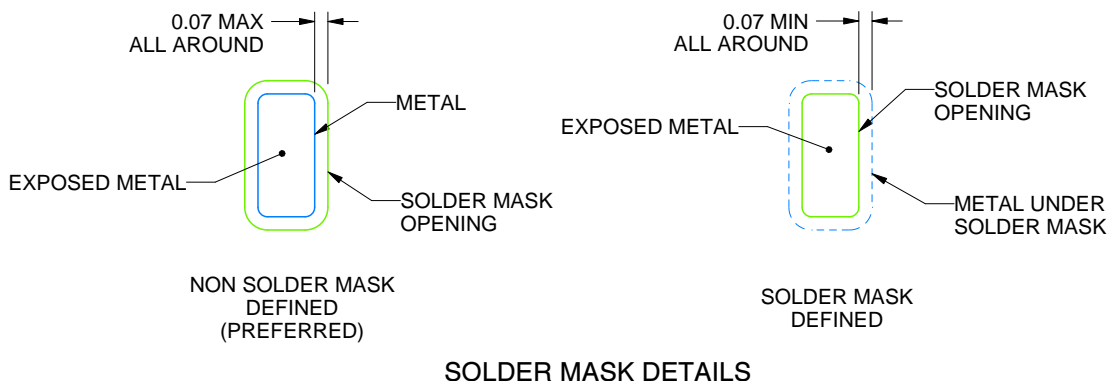 0.07 MAX
ALL AROUND
METAL
EXPOSED METAL
SOLDER MASK
OPENING
NON SOLDER MASK
DEFINED
(PREFERRED)
0.07 MIN
ALL AROUND
SOLDER MASK
OPENING
EXPOSED METAL
METAL UNDER
SOLDER MASK
SOLDER MASK
DEFINED
SOLDER MASK DETAILS